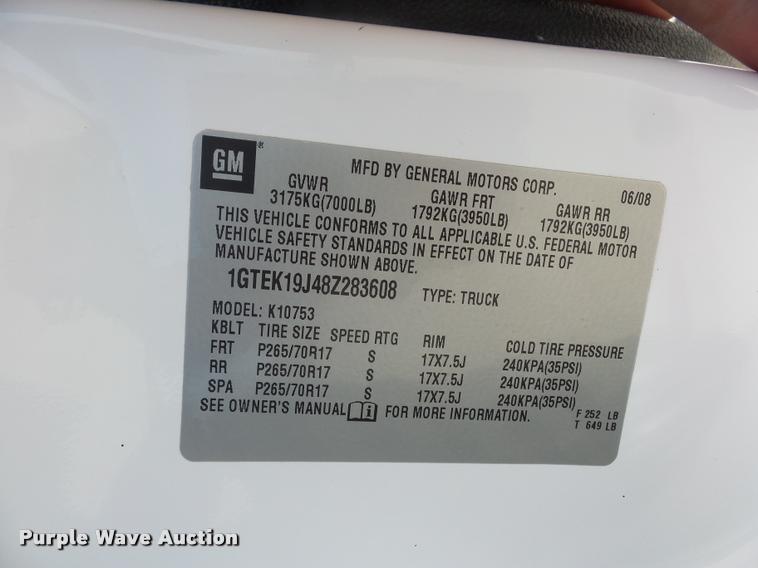 GM®
MFD BY GENERAL MOTORS CORP. 06/08
GVWR GAWR FRT GAWR RR
3175KG(7000LB) 1792KG(3950LB) 1792KG(3950LB)
THIS VEHICLE CONFORMS TO ALL APPLICABLE U.S. FEDERAL MOTOR
VEHICLE SAFETY STANDARDS IN EFFECT ON THE DATE OF
MANUFACTURE SHOWN ABOVE.
1GTEK19J48Z283608 TYPE: TRUCK
MODEL: K10753
KBLT TIRE SIZE SPEED RTG RIM COLD TIRE PRESSURE
FRT P265/70R17 S 17X7.5J 240KPA(35PSI)
RR P265/70R17 S 17X7.5J 240KPA(35PSI)
SPA P265/70R17 S 17X7.5J 240KPA(35PSI)
SEE OWNER'S MANUAL i FOR MORE INFORMATION.
F 252 LB
T 649 LB
Purple Wave Auction